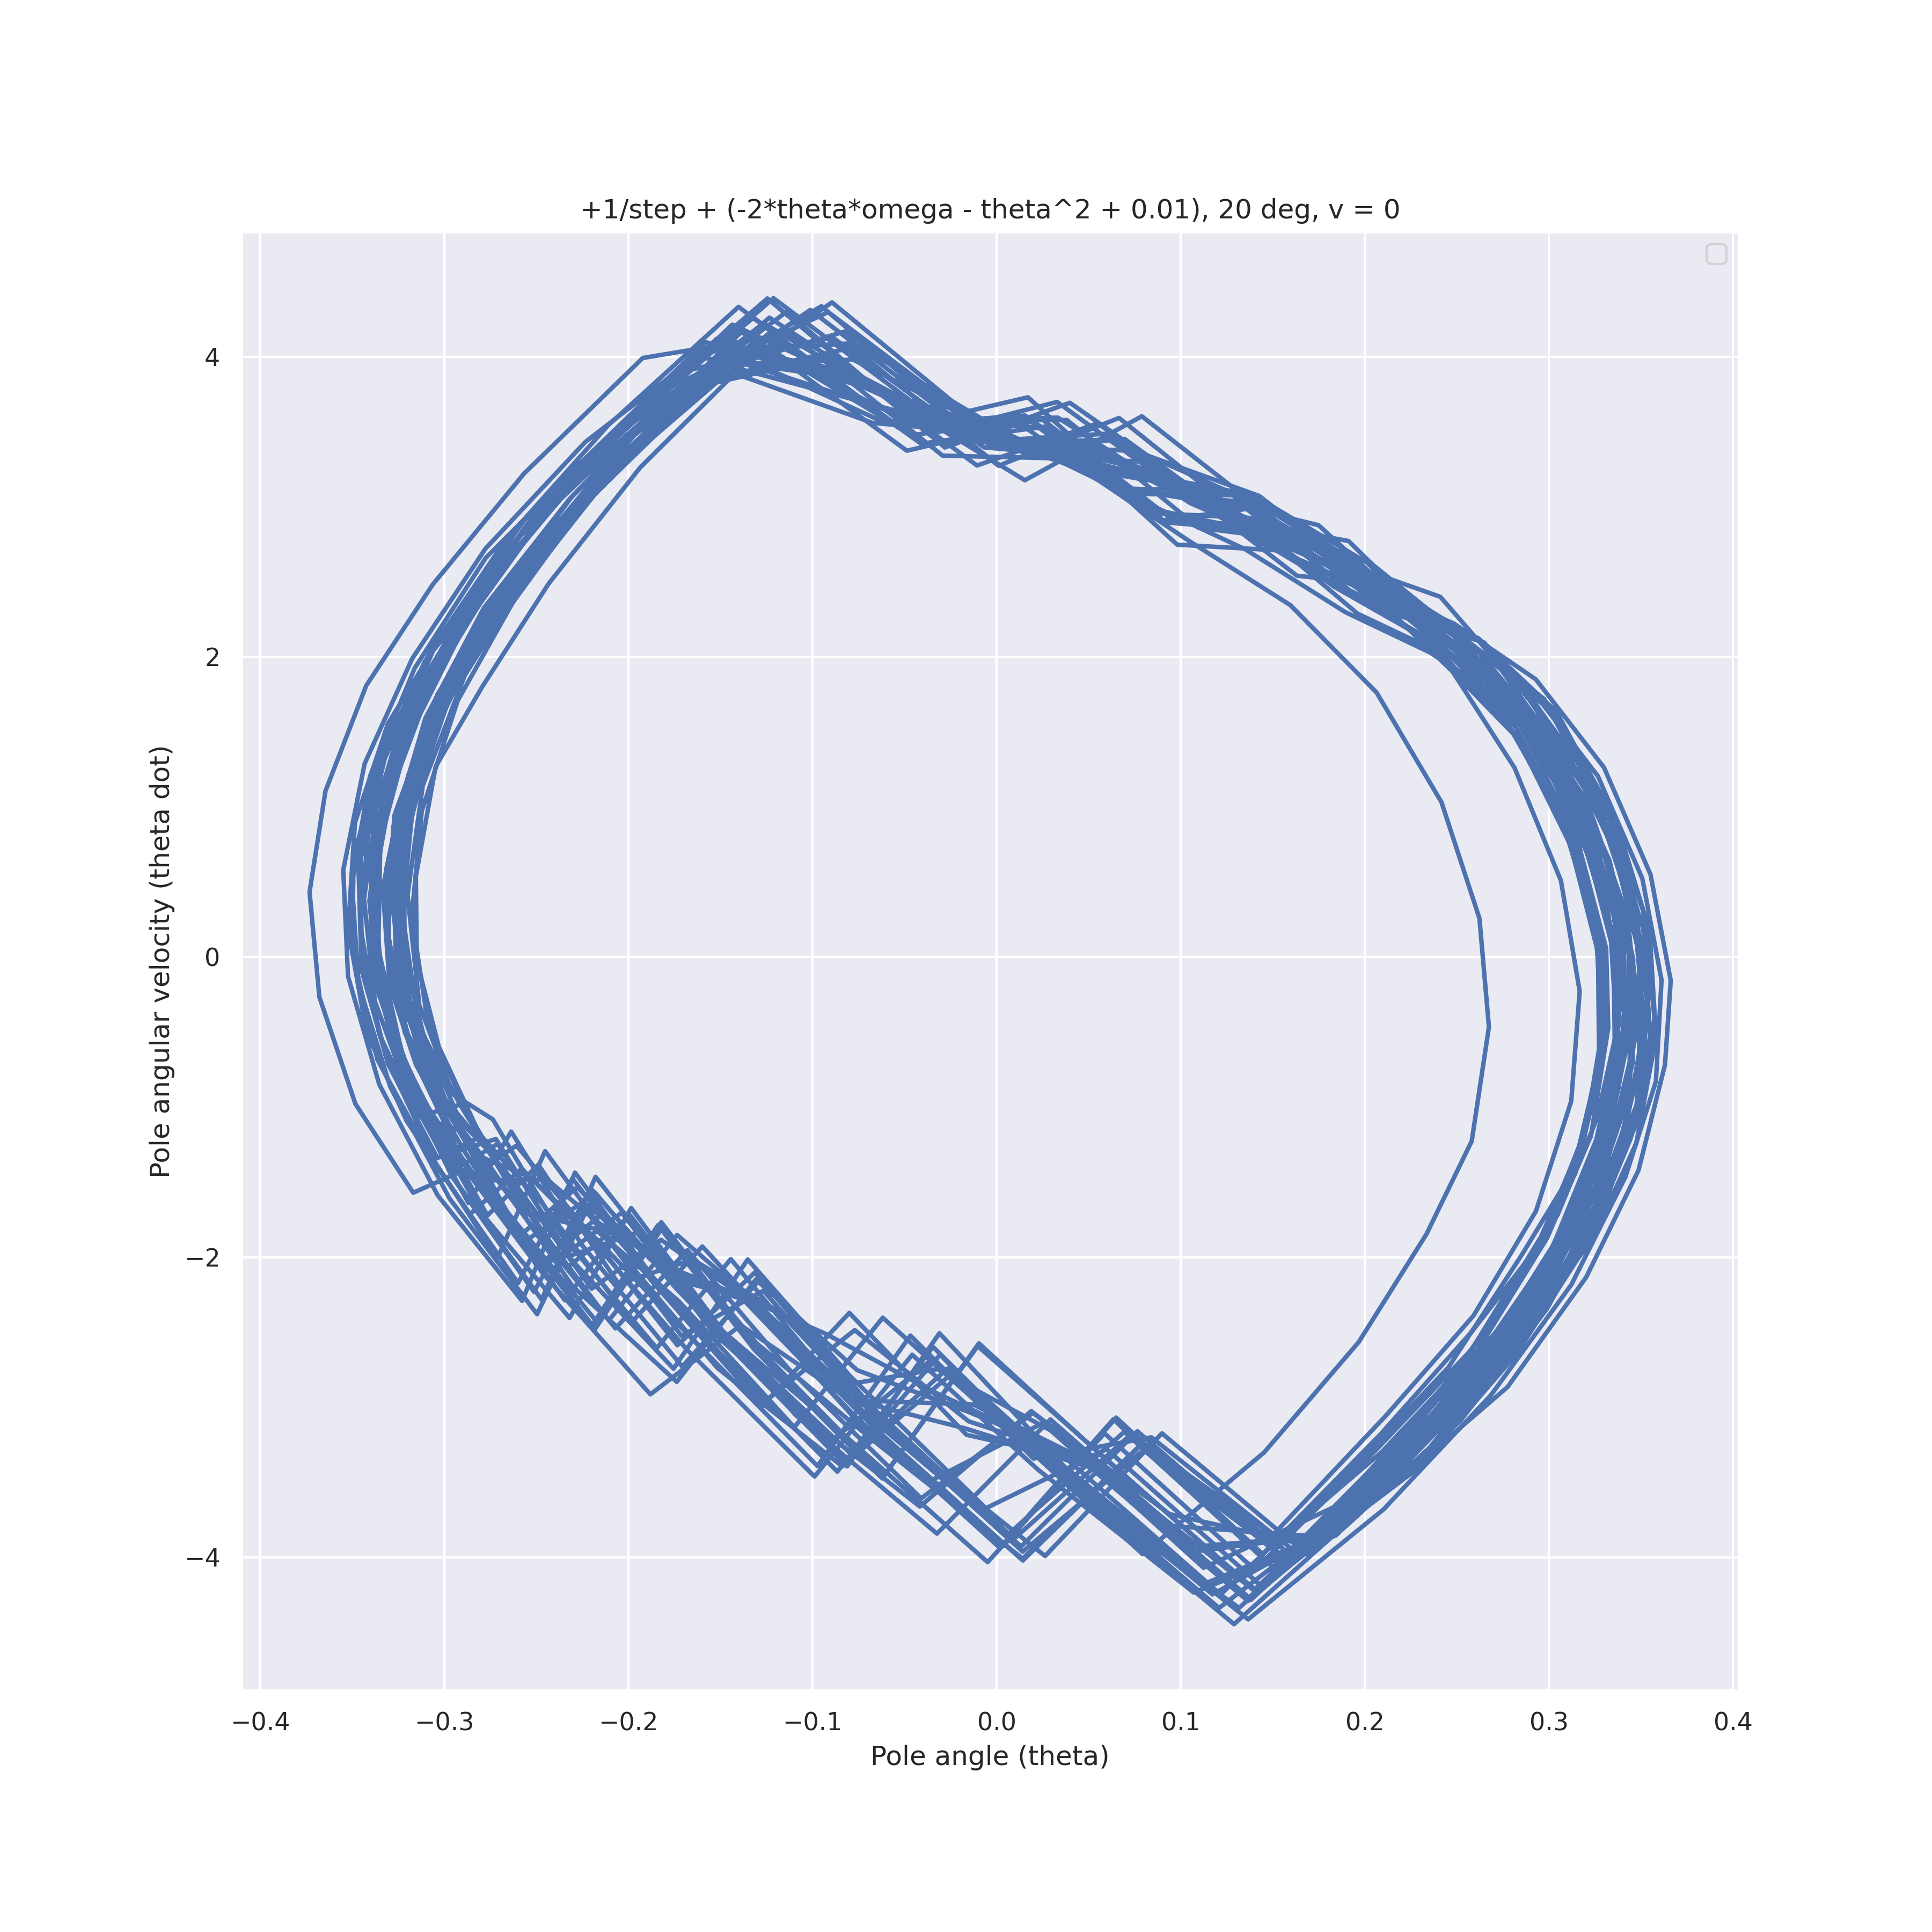 +1/step + (-2*theta*omega - theta^2 + 0.01), 20 deg, v = 0
4
2
0
−2
−4
Pole angular velocity (theta dot)
−0.4 −0.3 −0.2 −0.1 0.0 0.1 0.2 0.3 0.4
Pole angle (theta)